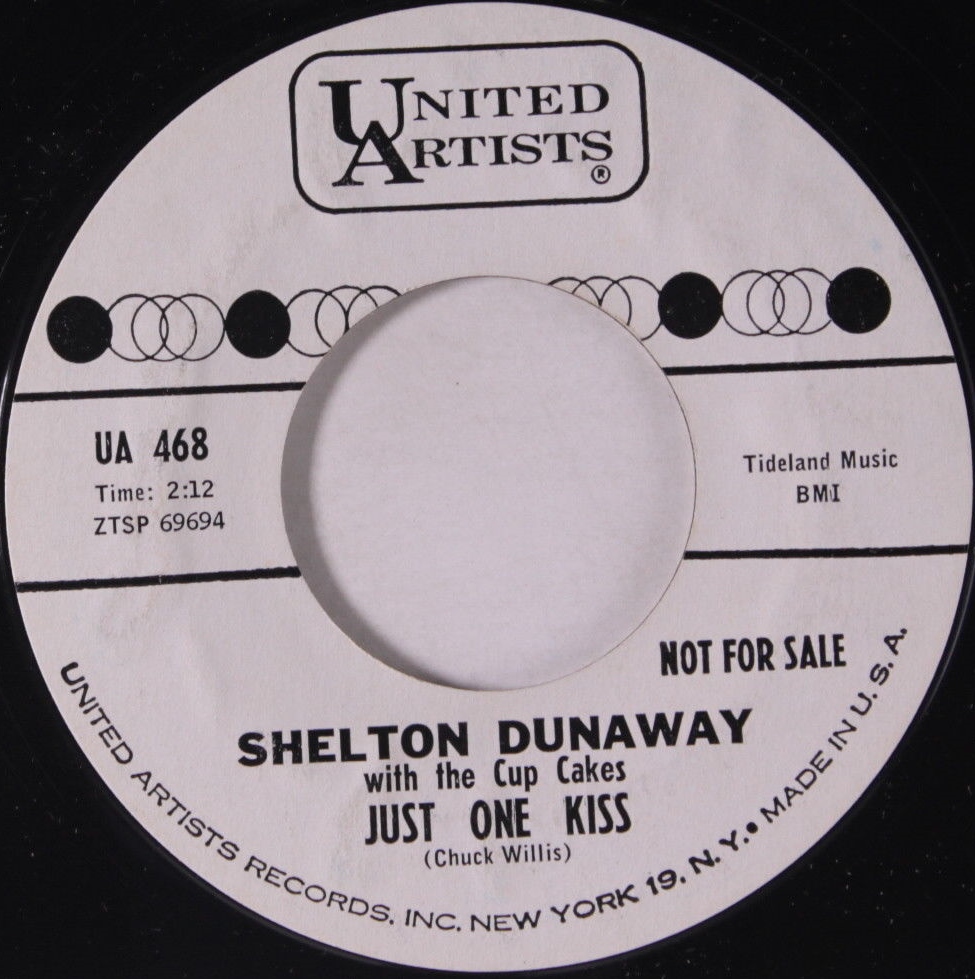 UNITED
ARTISTS
®
UA 468
Time: 2:12
ZTSP 69694
Tideland Music
BMI
NOT FOR SALE
SHELTON DUNAWAY
with the Cup Cakes
JUST ONE KISS
(Chuck Willis)
UNITED ARTISTS RECORDS, INC. NEW YORK 19, N. Y. • MADE IN U. S. A.